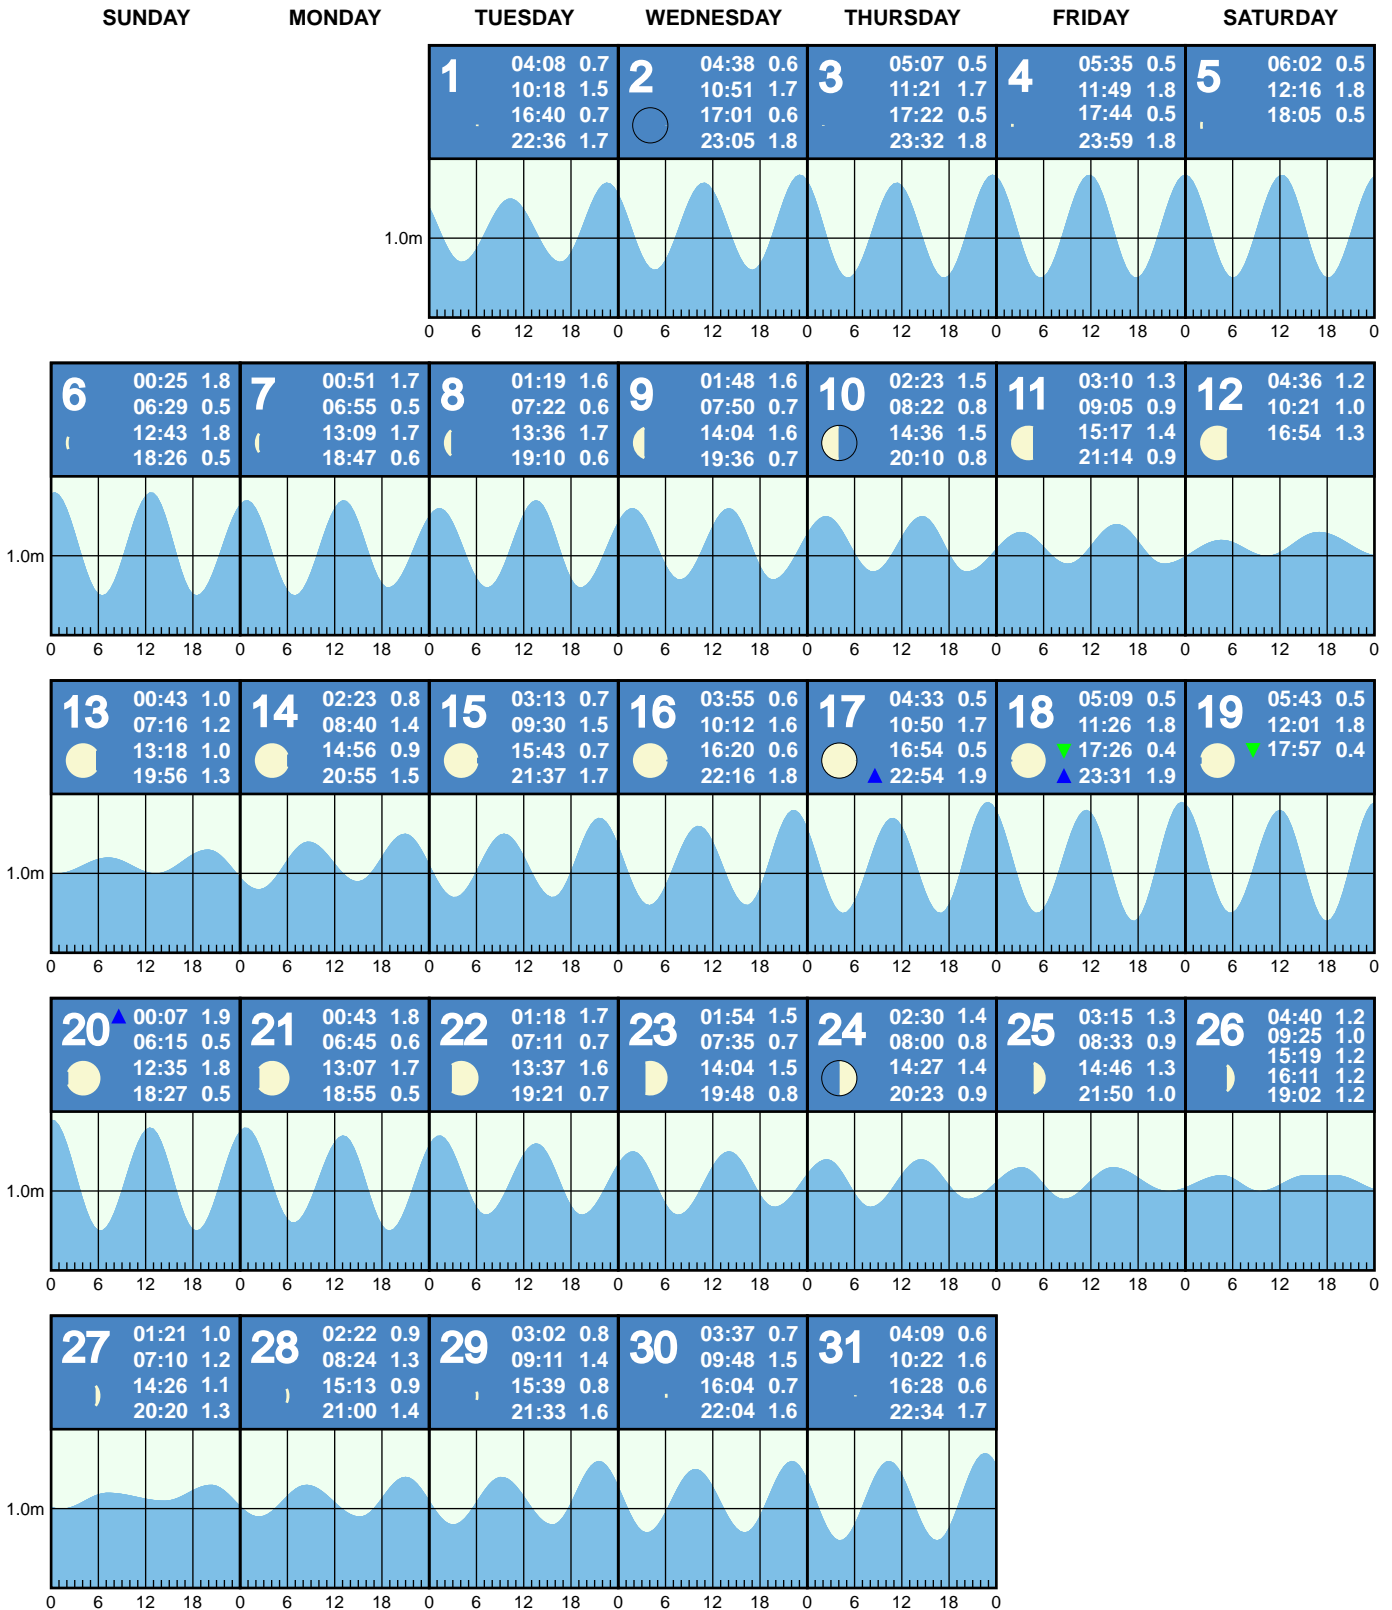 SUNDAY MONDAY TUESDAY WEDNESDAY THURSDAY FRIDAY SATURDAY
1 04:08 0.7
10:18 1.5
16:40 0.7
22:36 1.7
2 04:38 0.6
10:51 1.7
17:01 0.6
23:05 1.8
3 05:07 0.5
11:21 1.7
17:22 0.5
23:32 1.8
4 05:35 0.5
11:49 1.8
17:44 0.5
23:59 1.8
5 06:02 0.5
12:16 1.8
18:05 0.5
1.0m
0 6 12 18 0 6 12 18 0 6 12 18 0 6 12 18 0 6 12 18 0
6 00:25 1.8
06:29 0.5
12:43 1.8
18:26 0.5
7 00:51 1.7
06:55 0.5
13:09 1.7
18:47 0.6
8 01:19 1.6
07:22 0.6
13:36 1.7
19:10 0.6
9 01:48 1.6
07:50 0.7
14:04 1.6
19:36 0.7
10 02:23 1.5
08:22 0.8
14:36 1.5
20:10 0.8
11 03:10 1.3
09:05 0.9
15:17 1.4
21:14 0.9
12 04:36 1.2
10:21 1.0
16:54 1.3
1.0m
0 6 12 18 0 6 12 18 0 6 12 18 0 6 12 18 0 6 12 18 0 6 12 18 0 6 12 18 0
13 00:43 1.0
07:16 1.2
13:18 1.0
19:56 1.3
14 02:23 0.8
08:40 1.4
14:56 0.9
20:55 1.5
15 03:13 0.7
09:30 1.5
15:43 0.7
21:37 1.7
16 03:55 0.6
10:12 1.6
16:20 0.6
22:16 1.8
17 04:33 0.5
10:50 1.7
16:54 0.5
22:54 1.9
18 05:09 0.5
11:26 1.8
17:26 0.4
23:31 1.9
19 05:43 0.5
12:01 1.8
17:57 0.4
1.0m
0 6 12 18 0 6 12 18 0 6 12 18 0 6 12 18 0 6 12 18 0 6 12 18 0 6 12 18 0
20 00:07 1.9
06:15 0.5
12:35 1.8
18:27 0.5
21 00:43 1.8
06:45 0.6
13:07 1.7
18:55 0.5
22 01:18 1.7
07:11 0.7
13:37 1.6
19:21 0.7
23 01:54 1.5
07:35 0.7
14:04 1.5
19:48 0.8
24 02:30 1.4
08:00 0.8
14:27 1.4
20:23 0.9
25 03:15 1.3
08:33 0.9
14:46 1.3
21:50 1.0
26 04:40 1.2
09:25 1.0
15:19 1.2
16:11 1.2
19:02 1.2
1.0m
0 6 12 18 0 6 12 18 0 6 12 18 0 6 12 18 0 6 12 18 0 6 12 18 0 6 12 18 0
27 01:21 1.0
07:10 1.2
14:26 1.1
20:20 1.3
28 02:22 0.9
08:24 1.3
15:13 0.9
21:00 1.4
29 03:02 0.8
09:11 1.4
15:39 0.8
21:33 1.6
30 03:37 0.7
09:48 1.5
16:04 0.7
22:04 1.6
31 04:09 0.6
10:22 1.6
16:28 0.6
22:34 1.7
1.0m
0 6 12 18 0 6 12 18 0 6 12 18 0 6 12 18 0 6 12 18 0